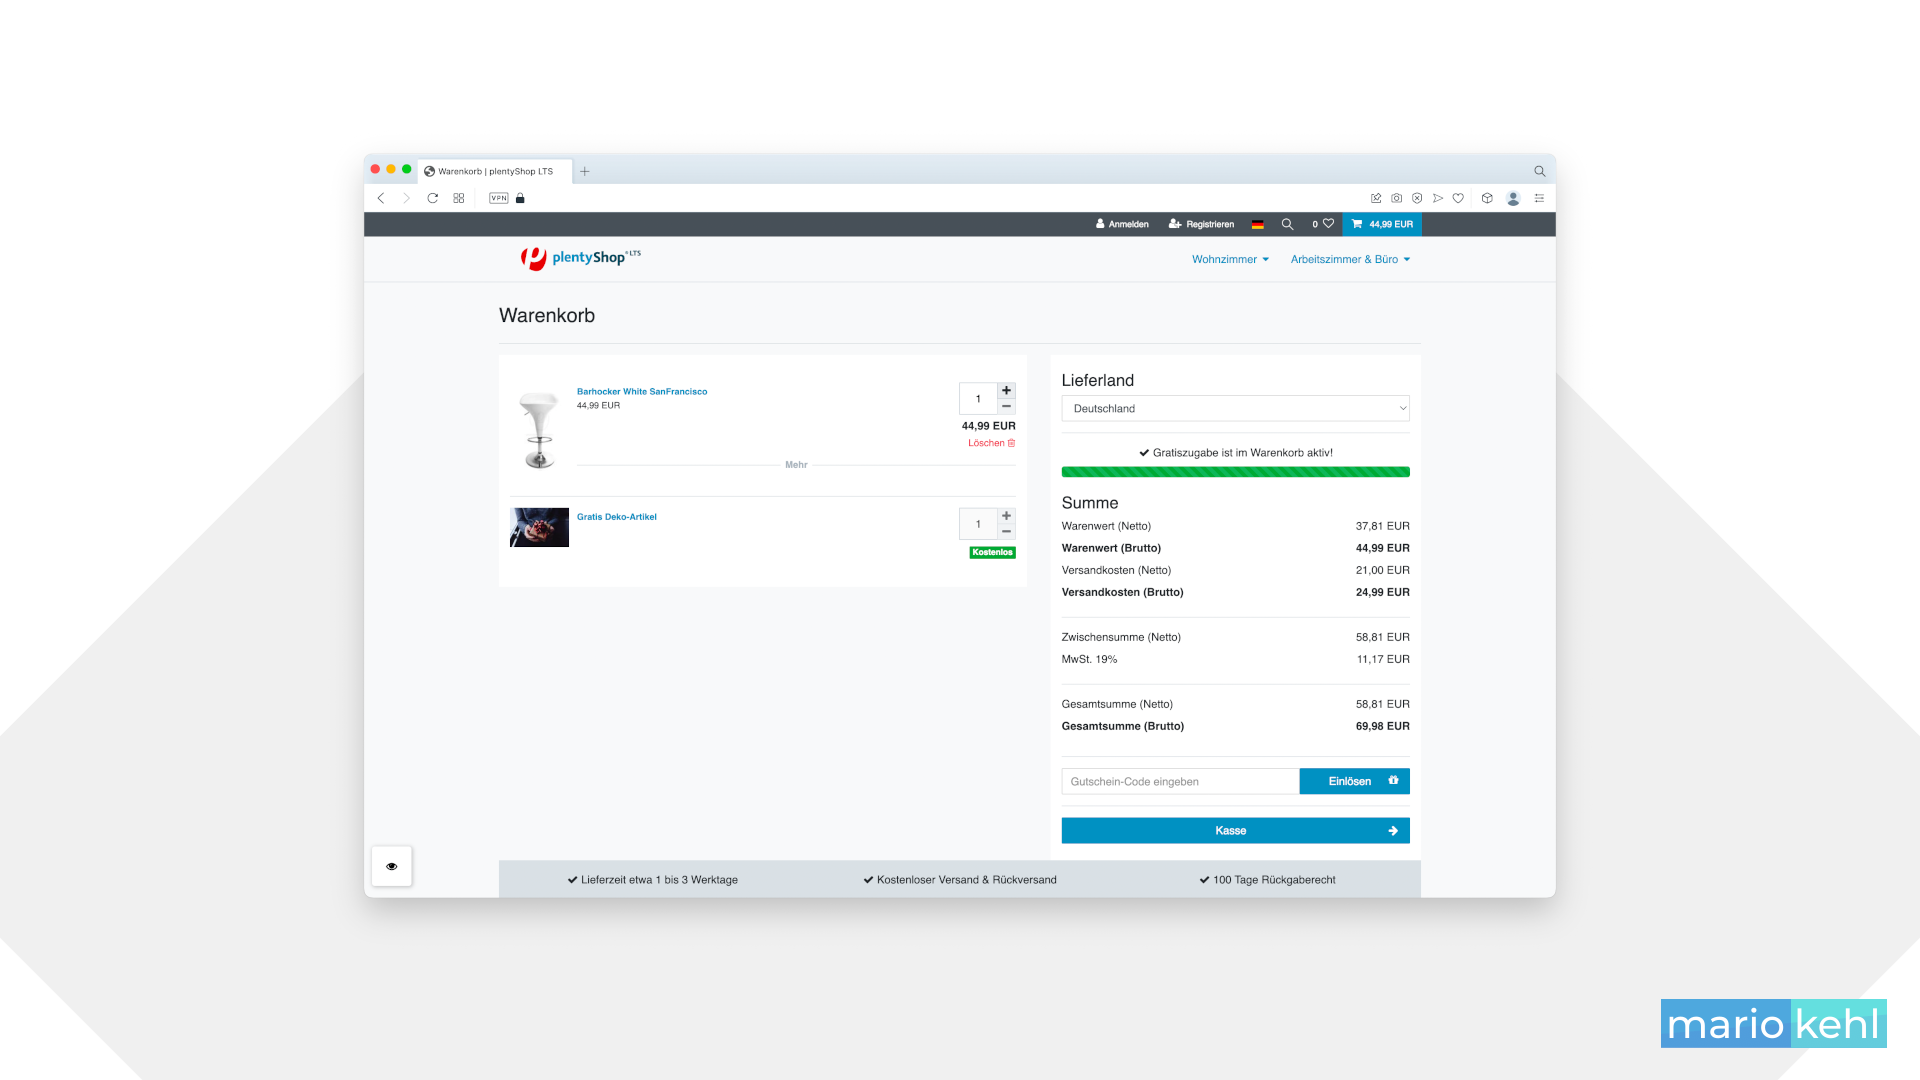 Warenkorb | plentyShop LTS
VPN
Anmelden Registrieren 0 44,99 EUR
plentyShop®LTS
Wohnzimmer Arbeitszimmer & Büro
Warenkorb
Barhocker White SanFrancisco
44,99 EUR
1
44,99 EUR
Löschen
Mehr
Gratis Deko-Artikel
1
Kostenlos
Lieferland
Deutschland
Gratiszugabe ist im Warenkorb aktiv!
Summe
Warenwert (Netto) 37,81 EUR
Warenwert (Brutto) 44,99 EUR
Versandkosten (Netto) 21,00 EUR
Versandkosten (Brutto) 24,99 EUR
Zwischensumme (Netto) 58,81 EUR
MwSt. 19% 11,17 EUR
Gesamtsumme (Netto) 58,81 EUR
Gesamtsumme (Brutto) 69,98 EUR
Gutschein-Code eingeben Einlösen
Kasse
Lieferzeit etwa 1 bis 3 Werktage Kostenloser Versand & Rückversand 100 Tage Rückgaberecht
mario kehl